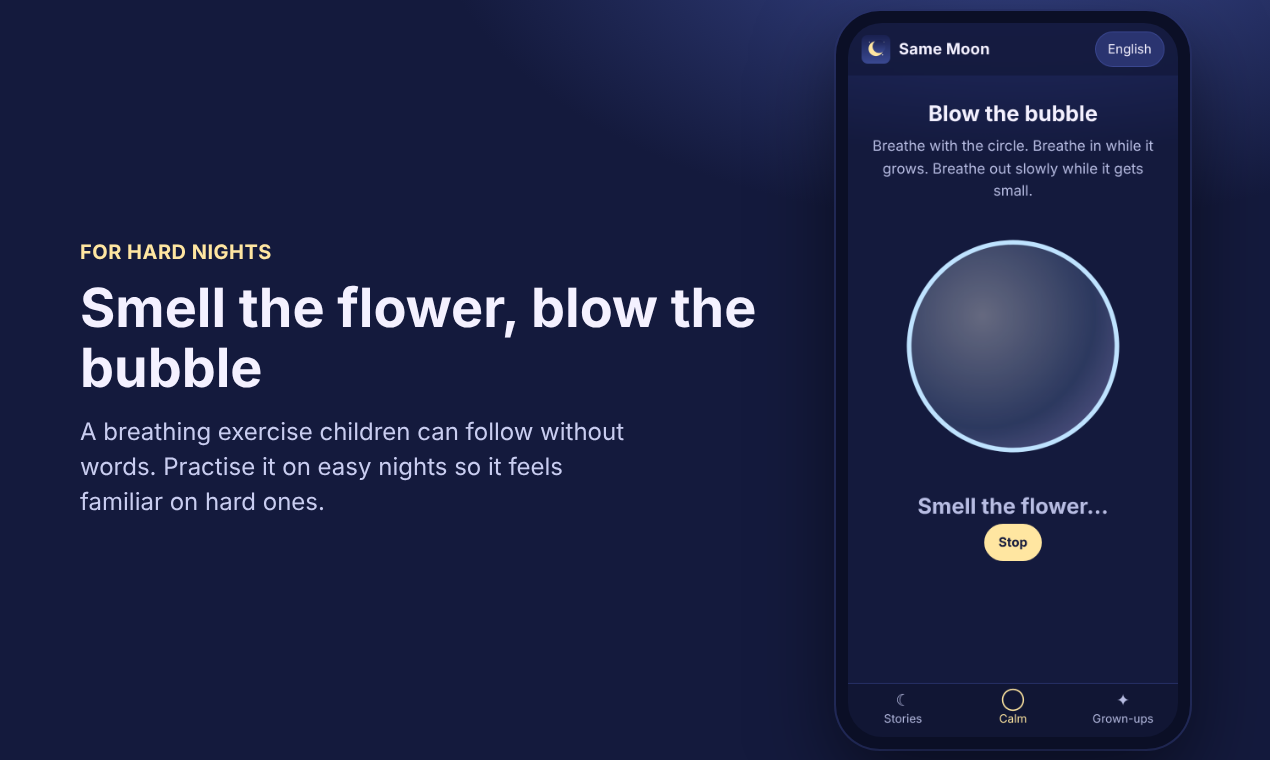 FOR HARD NIGHTS
Smell the flower, blow the
bubble
A breathing exercise children can follow without
words. Practise it on easy nights so it feels
familiar on hard ones.
Same Moon
English
Blow the bubble
Breathe with the circle. Breathe in while it
grows. Breathe out slowly while it gets
small.
Smell the flower…
Stop
Stories
Calm
Grown-ups